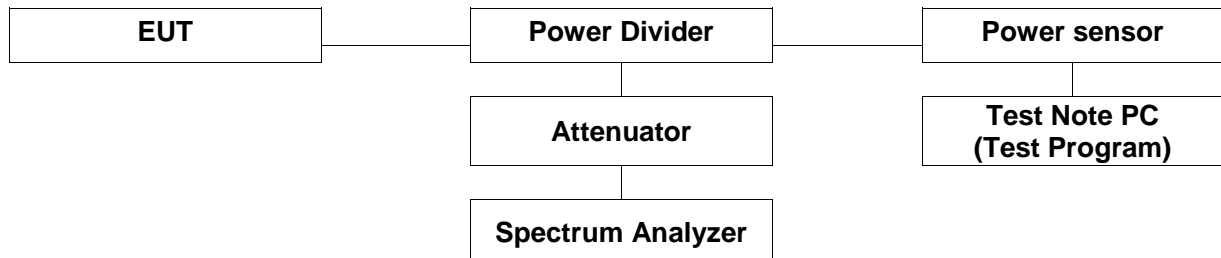 EUT
Power Divider
Power sensor
Attenuator
Test Note PC
(Test Program)
Spectrum Analyzer